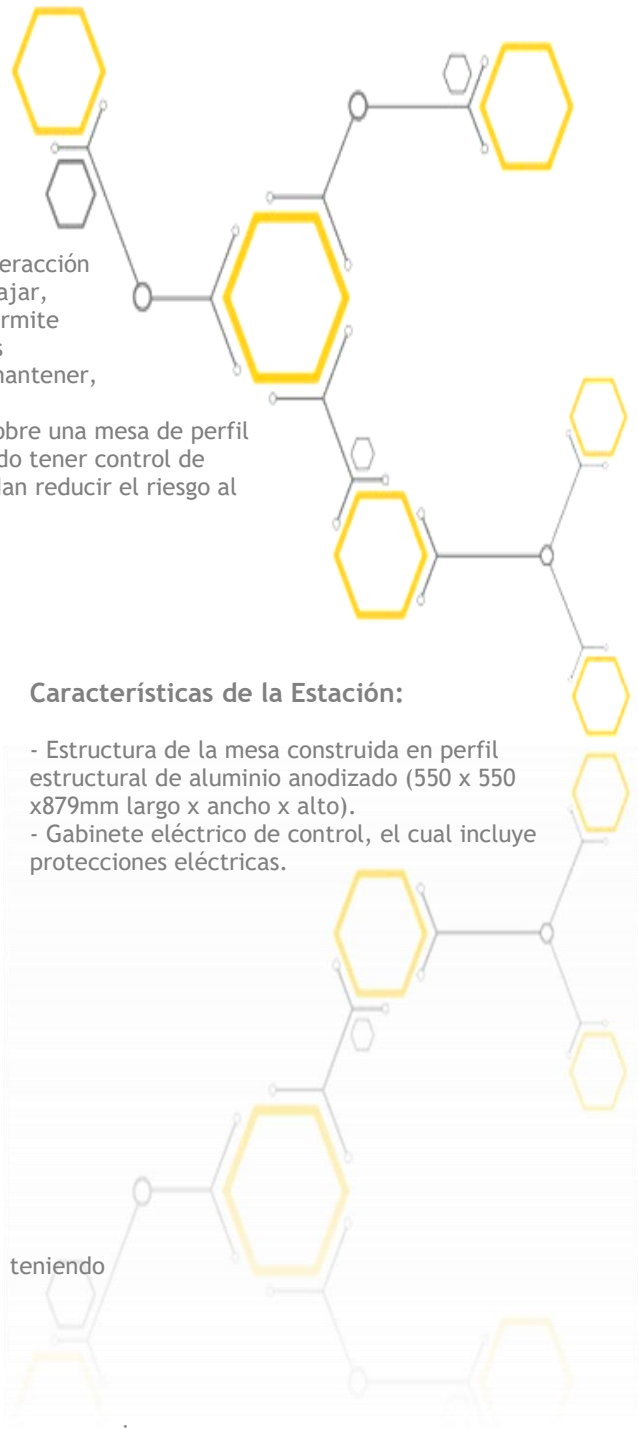 eracción
ajar,
rmite
s
mantener,
obre una mesa de perfil
do tener control de
dan reducir el riesgo al
Características de la Estación:
- Estructura de la mesa construida en perfil
estructural de aluminio anodizado (550 x 550
x879mm largo x ancho x alto).
- Gabinete eléctrico de control, el cual incluye
protecciones eléctricas.
teniendo
.